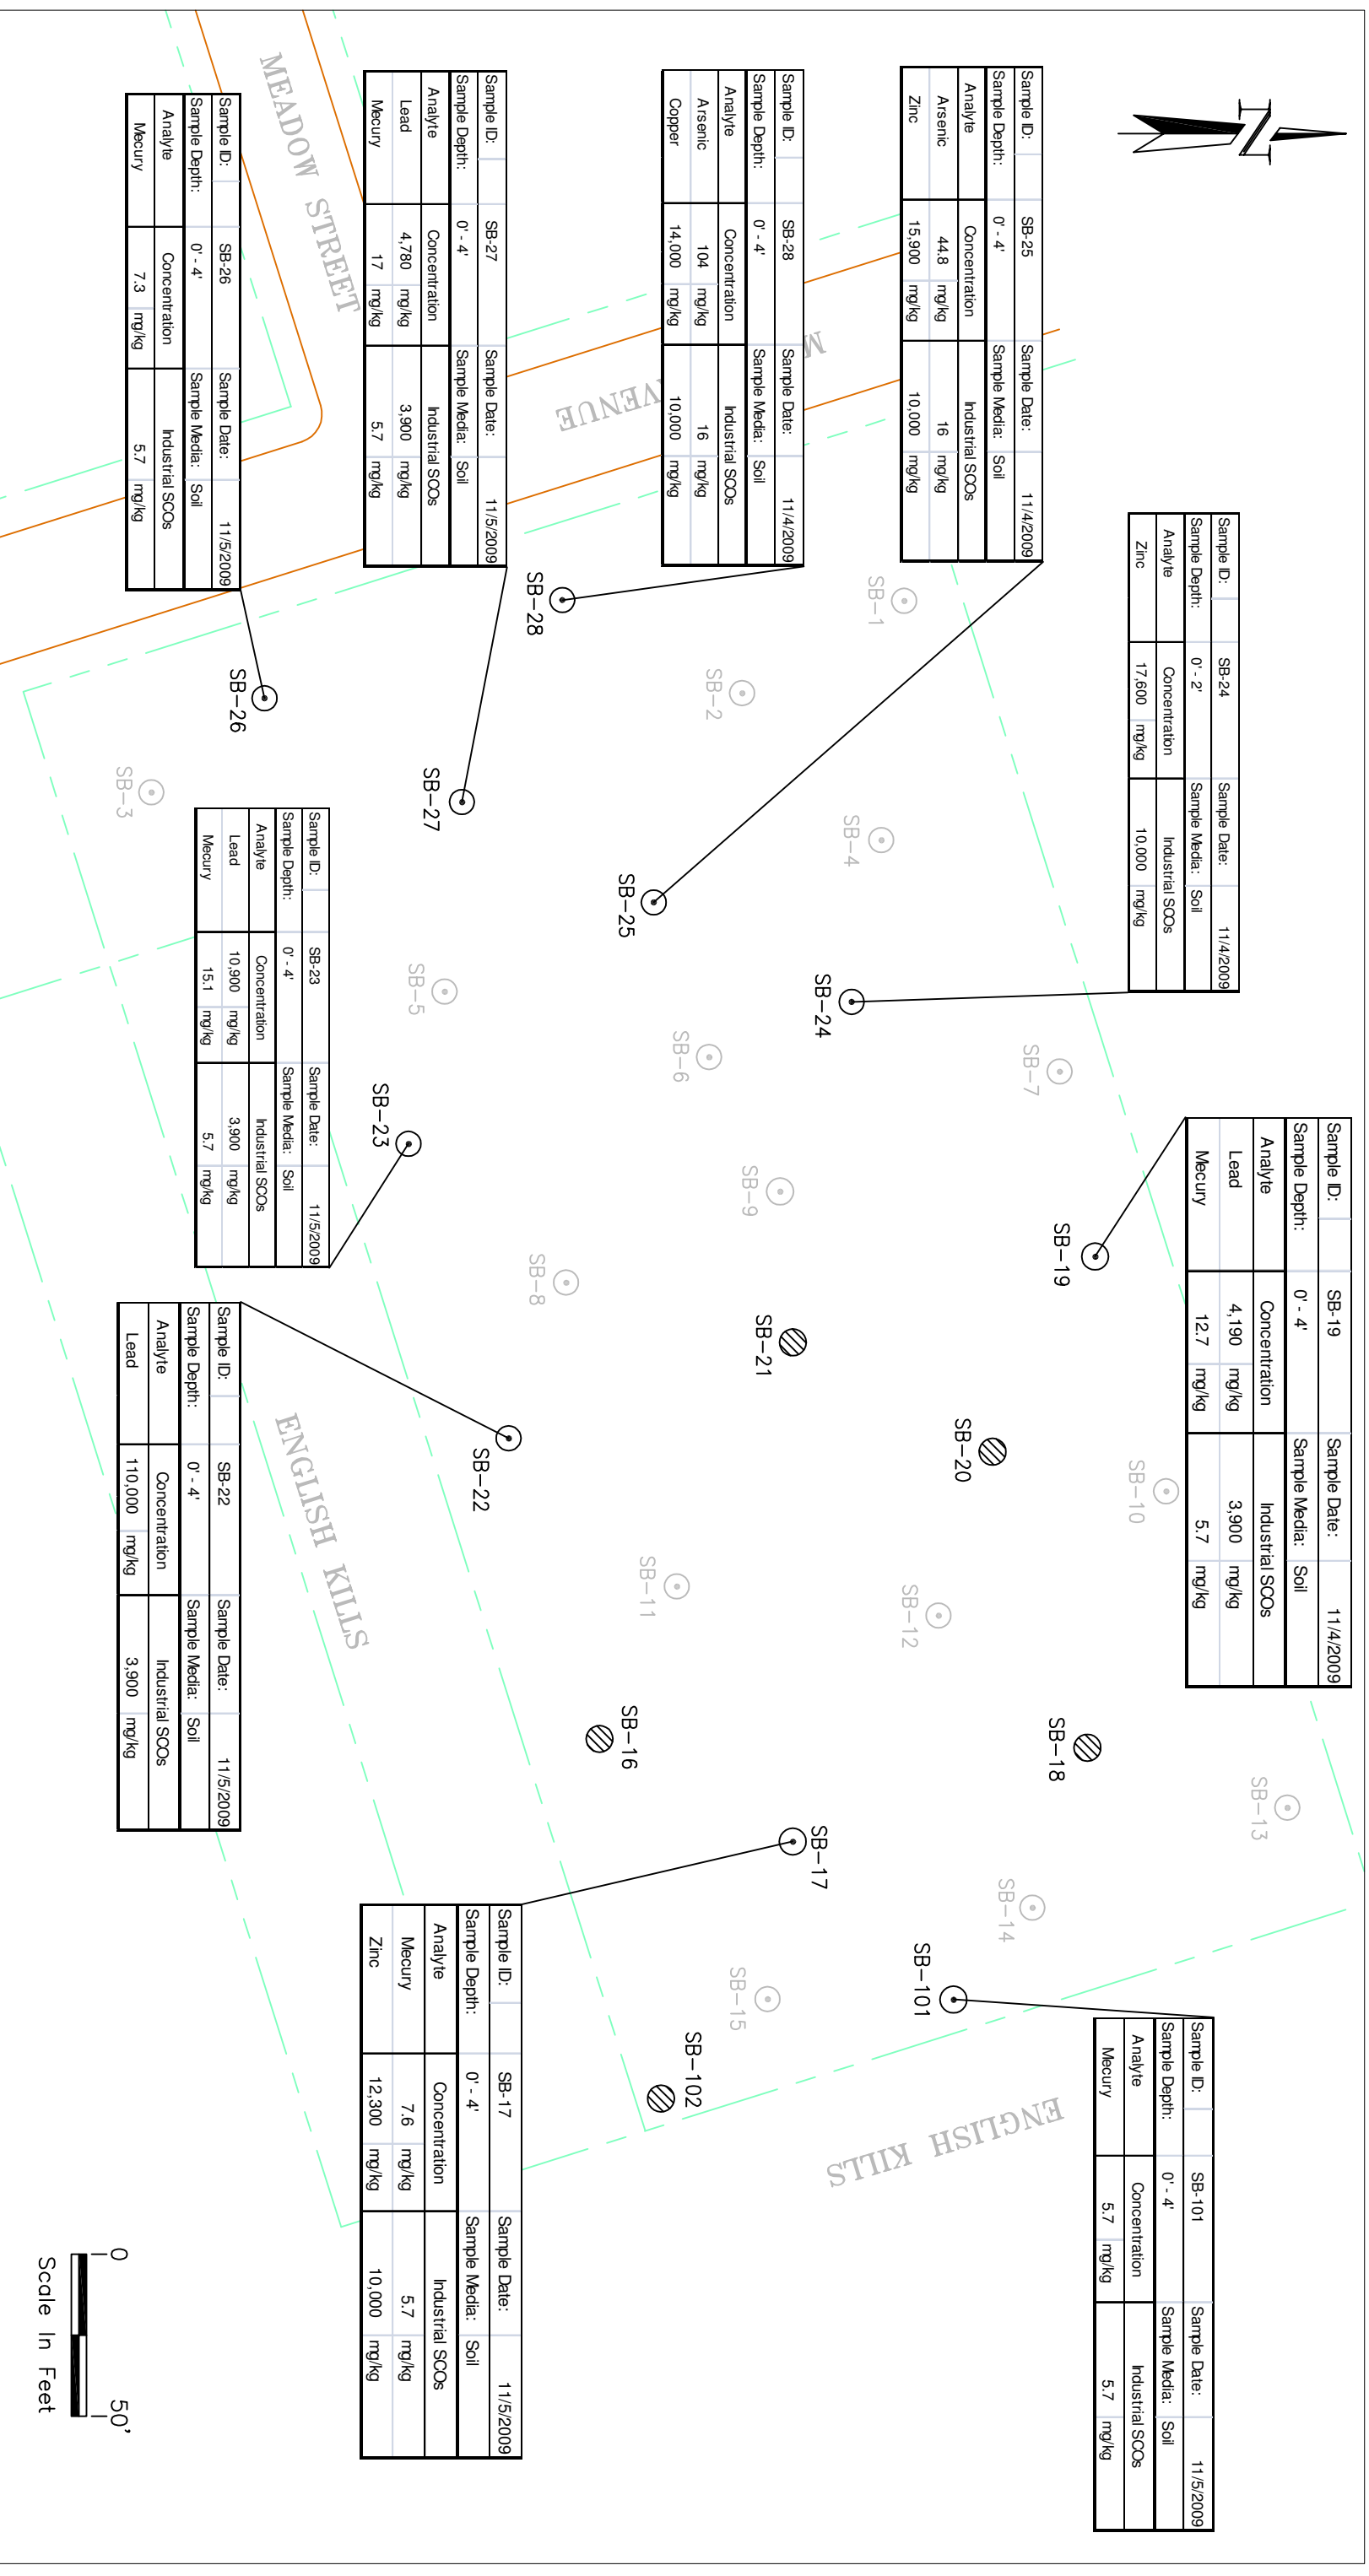 N
Sample ID: SB-25 Sample Date: 11/4/2009
Sample Depth: 0' - 4' Sample Media: Soil
Analyte Concentration Industrial SCOs
Arsenic 44.8 mg/kg 16 mg/kg
Zinc 15,900 mg/kg 10,000 mg/kg
Sample ID: SB-28 Sample Date: 11/4/2009
Sample Depth: 0' - 4' Sample Media: Soil
Analyte Concentration Industrial SCOs
Arsenic 104 mg/kg 16 mg/kg
Copper 14,000 mg/kg 10,000 mg/kg
Sample ID: SB-27 Sample Date: 11/5/2009
Sample Depth: 0' - 4' Sample Media: Soil
Analyte Concentration Industrial SCOs
Lead 4,780 mg/kg 3,900 mg/kg
Mecury 17 mg/kg 5.7 mg/kg
Sample ID: SB-26 Sample Date: 11/5/2009
Sample Depth: 0' - 4' Sample Media: Soil
Analyte Concentration Industrial SCOs
Mecury 7.3 mg/kg 5.7 mg/kg
MEADOW STREET
Sample ID: SB-24 Sample Date: 11/4/2009
Sample Depth: 0' - 2' Sample Media: Soil
Analyte Concentration Industrial SCOs
Zinc 17,600 mg/kg 10,000 mg/kg
SB-1
SB-28
SB-2
SB-26
SB-27
SB-3
SB-4
SB-25
SB-5
SB-24
SB-6
SB-7
Sample ID: SB-23 Sample Date: 11/5/2009
Sample Depth: 0' - 4' Sample Media: Soil
Analyte Concentration Industrial SCOs
Lead 10,900 mg/kg 3,900 mg/kg
Mecury 15.1 mg/kg 5.7 mg/kg
SB-23
SB-9
SB-19
SB-8
Sample ID: SB-19 Sample Date: 11/4/2009
Sample Depth: 0' - 4' Sample Media: Soil
Analyte Concentration Industrial SCOs
Lead 4,190 mg/kg 3,900 mg/kg
Mecury 12.7 mg/kg 5.7 mg/kg
SB-21
SB-20
SB-22
SB-10
Sample ID: SB-22 Sample Date: 11/5/2009
Sample Depth: 0' - 4' Sample Media: Soil
Analyte Concentration Industrial SCOs
Lead 110,000 mg/kg 3,900 mg/kg
ENGLISH KILLS
SB-11
SB-12
SB-16
SB-18
SB-13
SB-17
SB-14
SB-101
SB-15
SB-102
Sample ID: SB-17 Sample Date: 11/5/2009
Sample Depth: 0' - 4' Sample Media: Soil
Analyte Concentration Industrial SCOs
Mecury 7.6 mg/kg 5.7 mg/kg
Zinc 12,300 mg/kg 10,000 mg/kg
Sample ID: SB-101 Sample Date: 11/5/2009
Sample Depth: 0' - 4' Sample Media: Soil
Analyte Concentration Industrial SCOs
Mecury 5.7 mg/kg 5.7 mg/kg
ENGLISH KILLS
0 50'
Scale In Feet